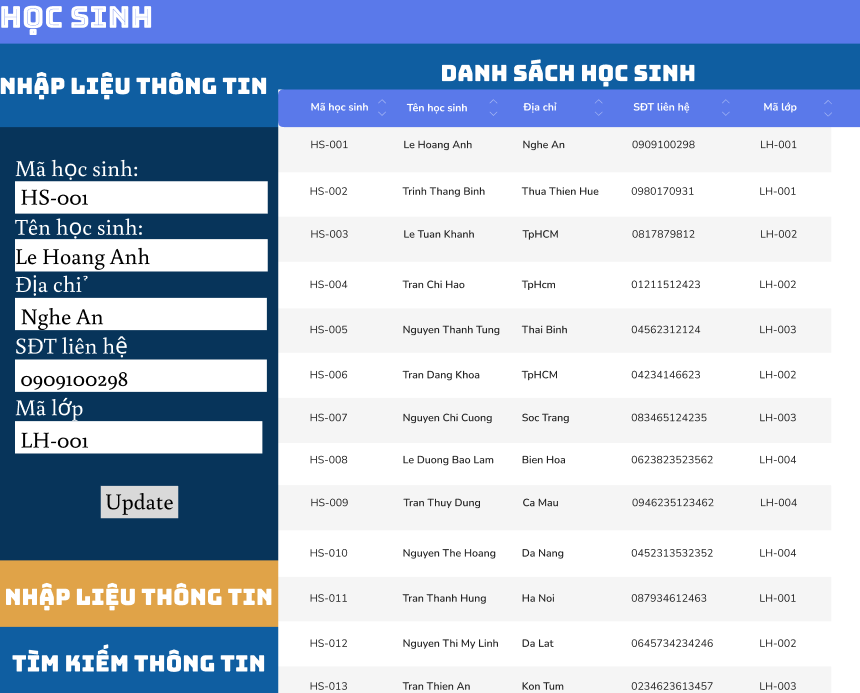 HỌC SINH
NHẬP LIỆU THÔNG TIN
Mã học sinh:
HS-001
Tên học sinh:
Le Hoang Anh
Địa chỉ
Nghe An
SĐT liên hệ
0909100298
Mã lớp
LH-001
Update
NHẬP LIỆU THÔNG TIN
TÌM KIẾM THÔNG TIN
DANH SÁCH HỌC SINH
Mã học sinh Tên học sinh Địa chỉ SĐT liên hệ Mã lớp
HS-001 Le Hoang Anh Nghe An 0909100298 LH-001
HS-002 Trinh Thang Binh Thua Thien Hue 0980170931 LH-001
HS-003 Le Tuan Khanh TpHCM 0817879812 LH-002
HS-004 Tran Chi Hao TpHcm 01211512423 LH-002
HS-005 Nguyen Thanh Tung Thai Binh 04562312124 LH-003
HS-006 Tran Dang Khoa TpHCM 04234146623 LH-002
HS-007 Nguyen Chi Cuong Soc Trang 083465124235 LH-003
HS-008 Le Duong Bao Lam Bien Hoa 0623823523562 LH-004
HS-009 Tran Thuy Dung Ca Mau 0946235123462 LH-004
HS-010 Nguyen The Hoang Da Nang 0452313532352 LH-004
HS-011 Tran Thanh Hung Ha Noi 087934612463 LH-001
HS-012 Nguyen Thi My Linh Da Lat 0645734234246 LH-002
HS-013 Tran Thien An Kon Tum 0234623613457 LH-003